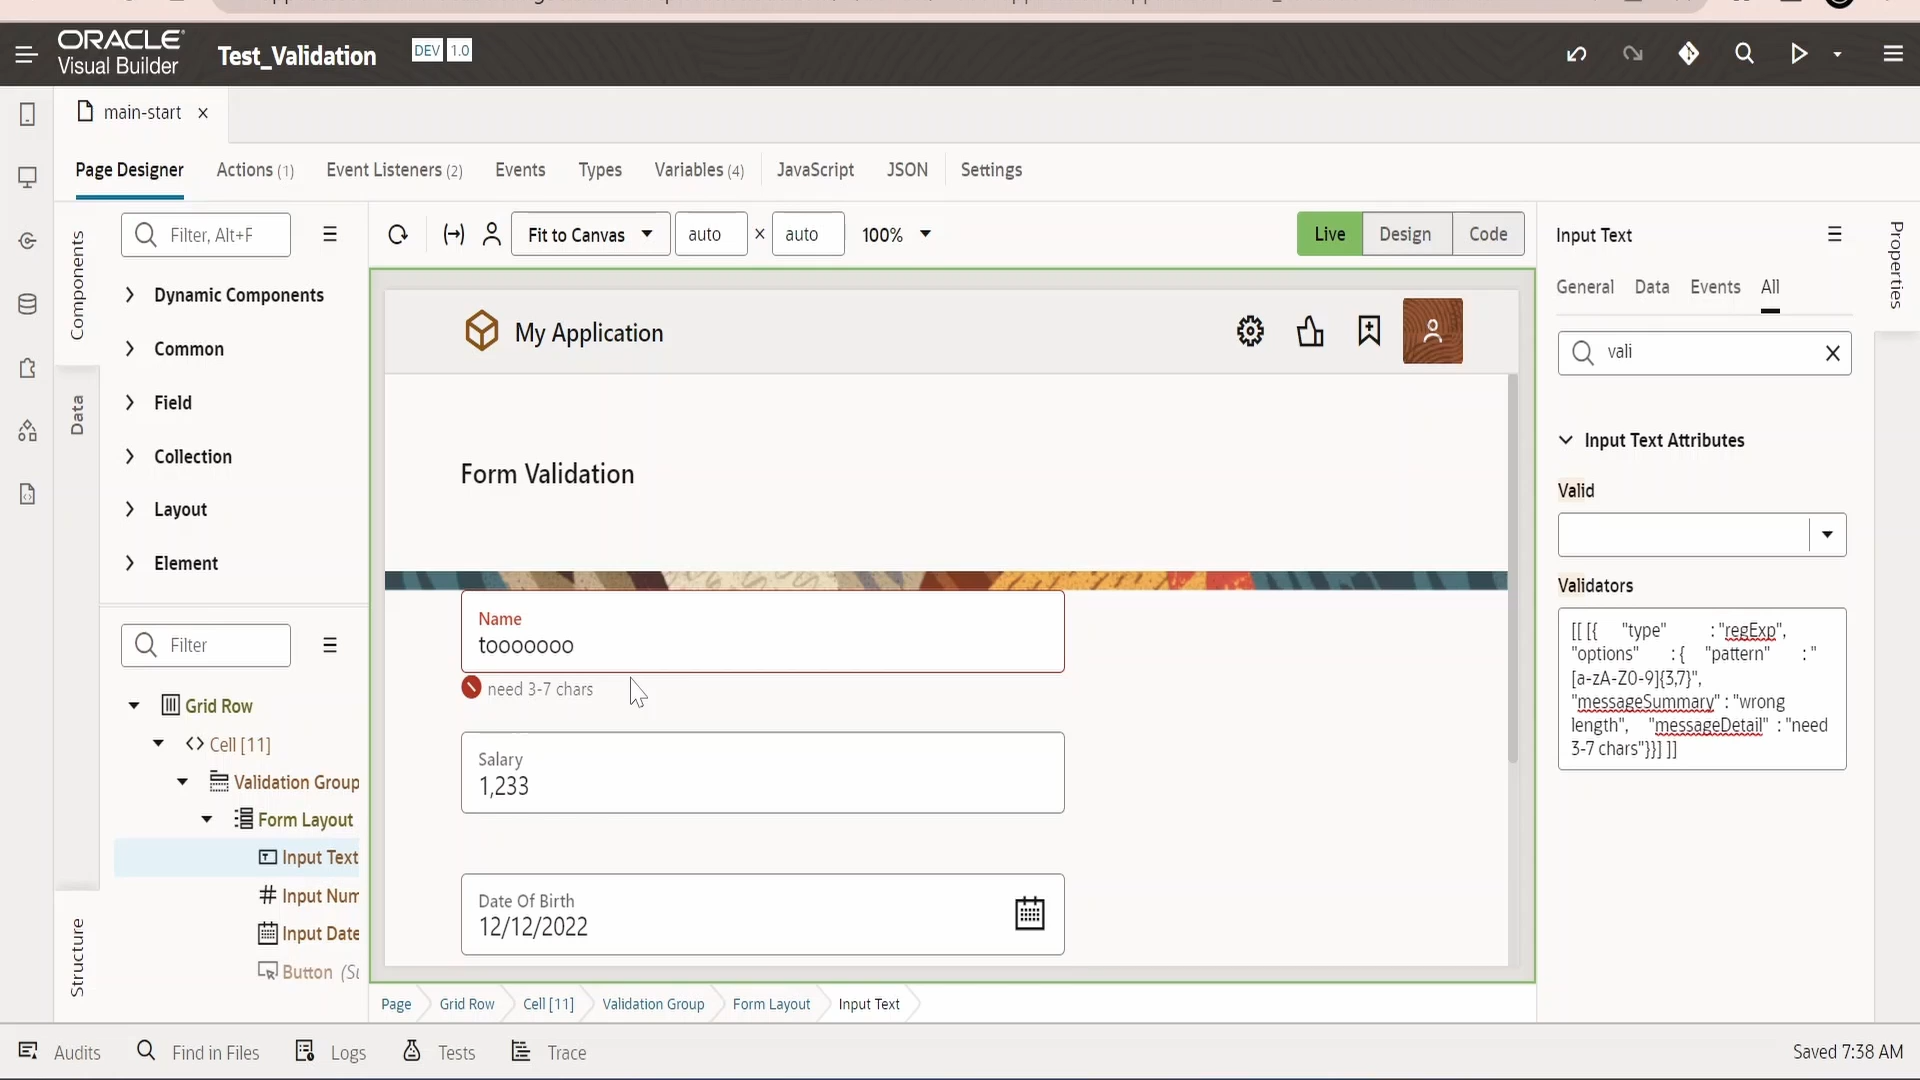 ORACLE
Visual Builder
Test_Validation
DEV 1.0
main-start
Page Designer
Actions (1)
Event Listeners (2)
Events
Types
Variables (4)
JavaScript
JSON
Settings
Components
Data
Structure
Filter, Alt+F
Dynamic Components
Common
Field
Collection
Layout
Element
Filter
Grid Row
Cell [11]
Validation Group
Form Layout
Input Text
Input Num
Input Date
Button (Su
Fit to Canvas
auto × auto
100%
Live
Design
Code
My Application
Form Validation
Name
tooooooo
need 3-7 chars
Salary
1,233
Date Of Birth
12/12/2022
Page
Grid Row
Cell [11]
Validation Group
Form Layout
Input Text
Input Text
Properties
General
Data
Events
All
vali
Input Text Attributes
Valid
Validators
[[ [{ "type" : "regExp",
"options" : { "pattern" : "
[a-zA-Z0-9]{3,7}",
"messageSummary" : "wrong
length", "messageDetail" : "need
3-7 chars"}}] ]]
Audits
Find in Files
Logs
Tests
Trace
Saved 7:38 AM